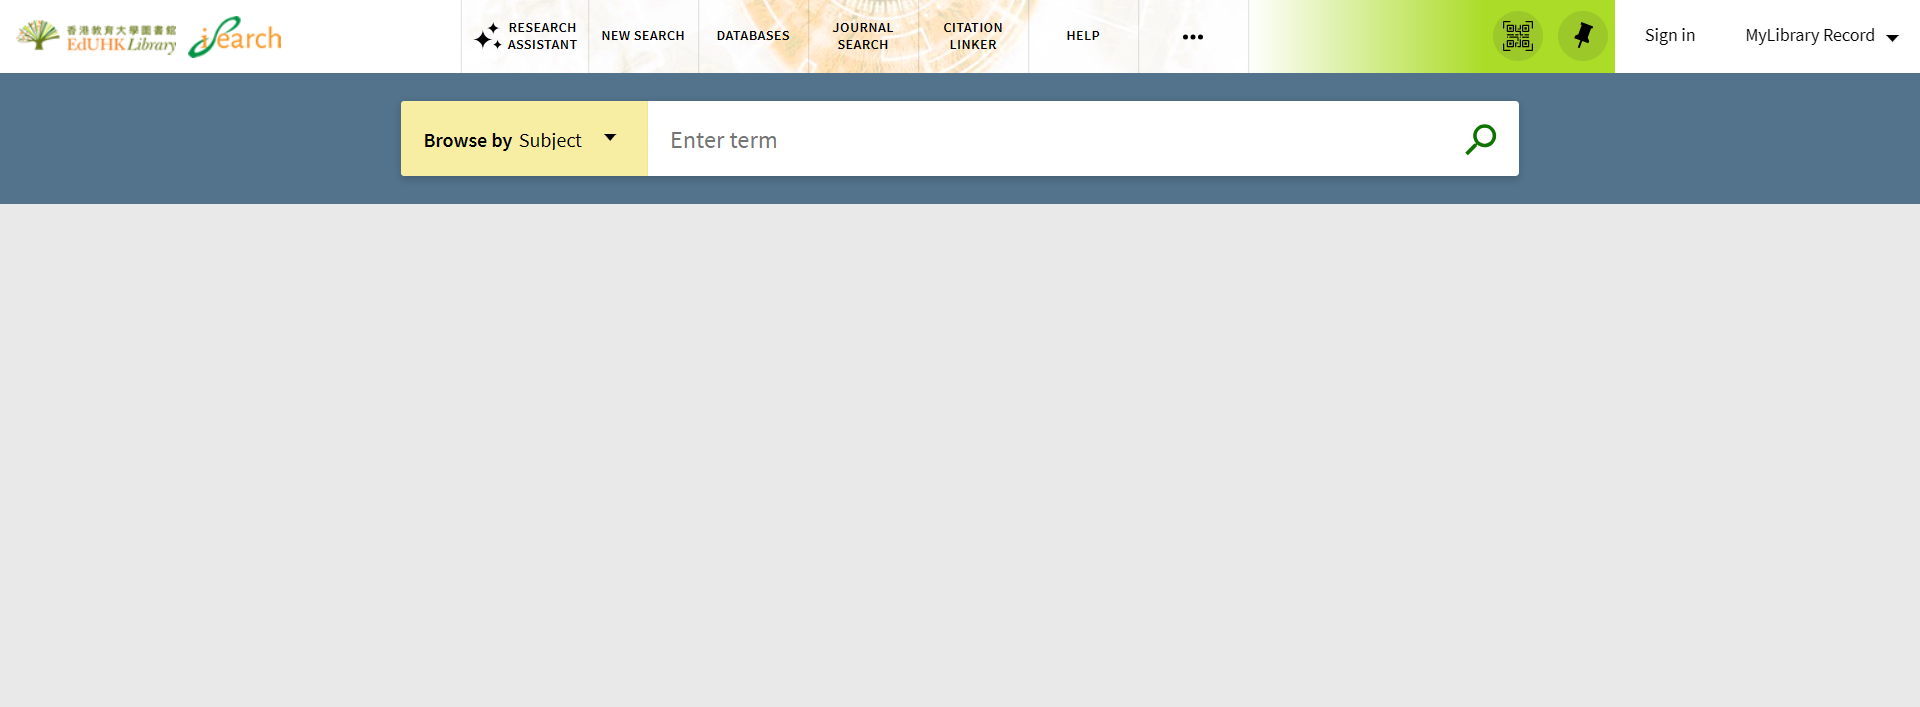 香港教育大學圖書館
EdUHK Library
iSearch
RESEARCH
ASSISTANT
NEW SEARCH
DATABASES
JOURNAL
SEARCH
CITATION
LINKER
HELP
Sign in
MyLibrary Record
Browse by Subject
Enter term